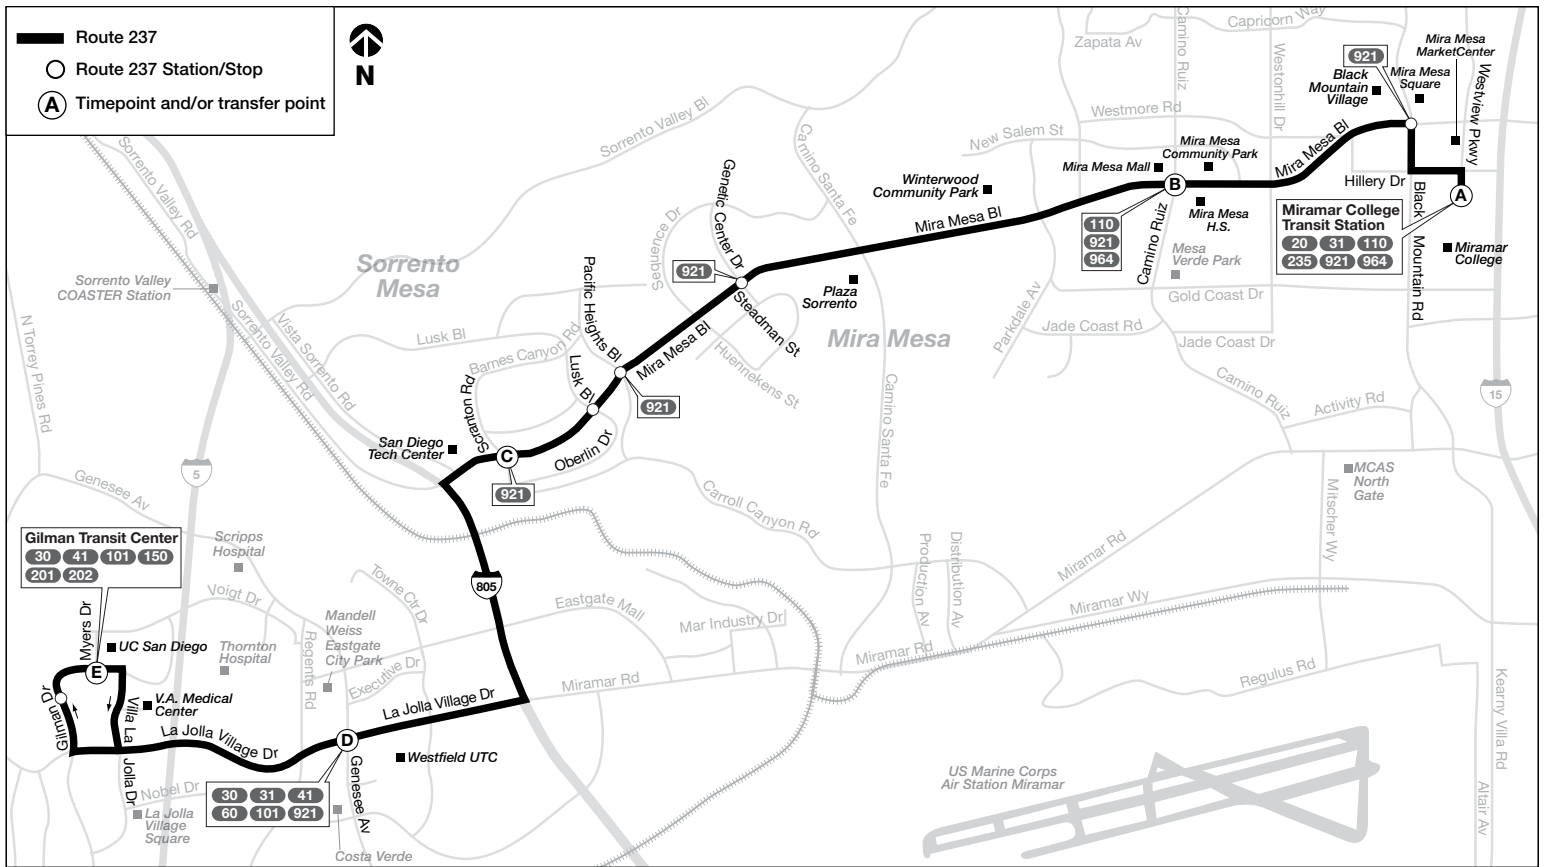 Route 237
Route 237 Station/Stop
A
Timepoint and/or transfer point
N
Zapata Av
Capricorn Way
Camino Ruiz
Westonhill Dr
921
Black
Mountain
Village
Mira Mesa
Square
Mira Mesa
MarketCenter
Westview Pkwy
Westmore Rd
New Salem St
Mira Mesa Mall
Mira Mesa
Community Park
Mira Mesa Bl
Hillery Dr
A
B
110
921
964
Camino Ruiz
Mira Mesa
H.S.
Mesa
Verde Park
Miramar College
Transit Station
20 31 110
235 921 964
Black Mountain Rd
Miramar
College
Sorrento Valley Bl
Sorrento Valley Rd
Genetic Center Dr
Camino Santa Fe
Winterwood
Community Park
Mira Mesa Bl
Sequence Dr
Sorrento
Mesa
Sorrento Valley
COASTER Station
921
Pacific Heights Bl
Steadman St
Plaza
Sorrento
Mira Mesa
Parkdale Av
Gold Coast Dr
Jade Coast Rd
Jade Coast Dr
Camino Ruiz
Activity Rd
15
N Torrey Pines Rd
Sorrento Valley Rd
Vista Sorrento Rd
Lusk Bl
Barnes Canyon Rd
Lusk Bl
Mira Mesa Bl
Huennekens St
921
Scranton Rd
San Diego
Tech Center
C
Oberlin Dr
921
Camino Santa Fe
Carroll Canyon Rd
MCAS
North
Gate
Mitscher Wy
5
Genesee Av
Gilman Transit Center
30 41 101 150
201 202
Scripps
Hospital
Voigt Dr
805
Towne Ctr Dr
Mandell
Weiss
Eastgate
City Park
Eastgate Mall
Mar Industry Dr
Production Av
Distribution Av
Miramar Rd
Miramar Wy
Miramar Rd
Myers Dr
UC San Diego
Thornton
Hospital
Regents Rd
Executive Dr
Miramar Rd
Regulus Rd
Kearny Villa Rd
E
Gilman Dr
Villa La Jolla Dr
V.A. Medical
Center
La Jolla Village Dr
La Jolla Village Dr
D
Westfield UTC
Genesee Av
Nobel Dr
30 31 41
60 101 921
La Jolla
Village
Square
Costa Verde
US Marine Corps
Air Station Miramar
Altair Av